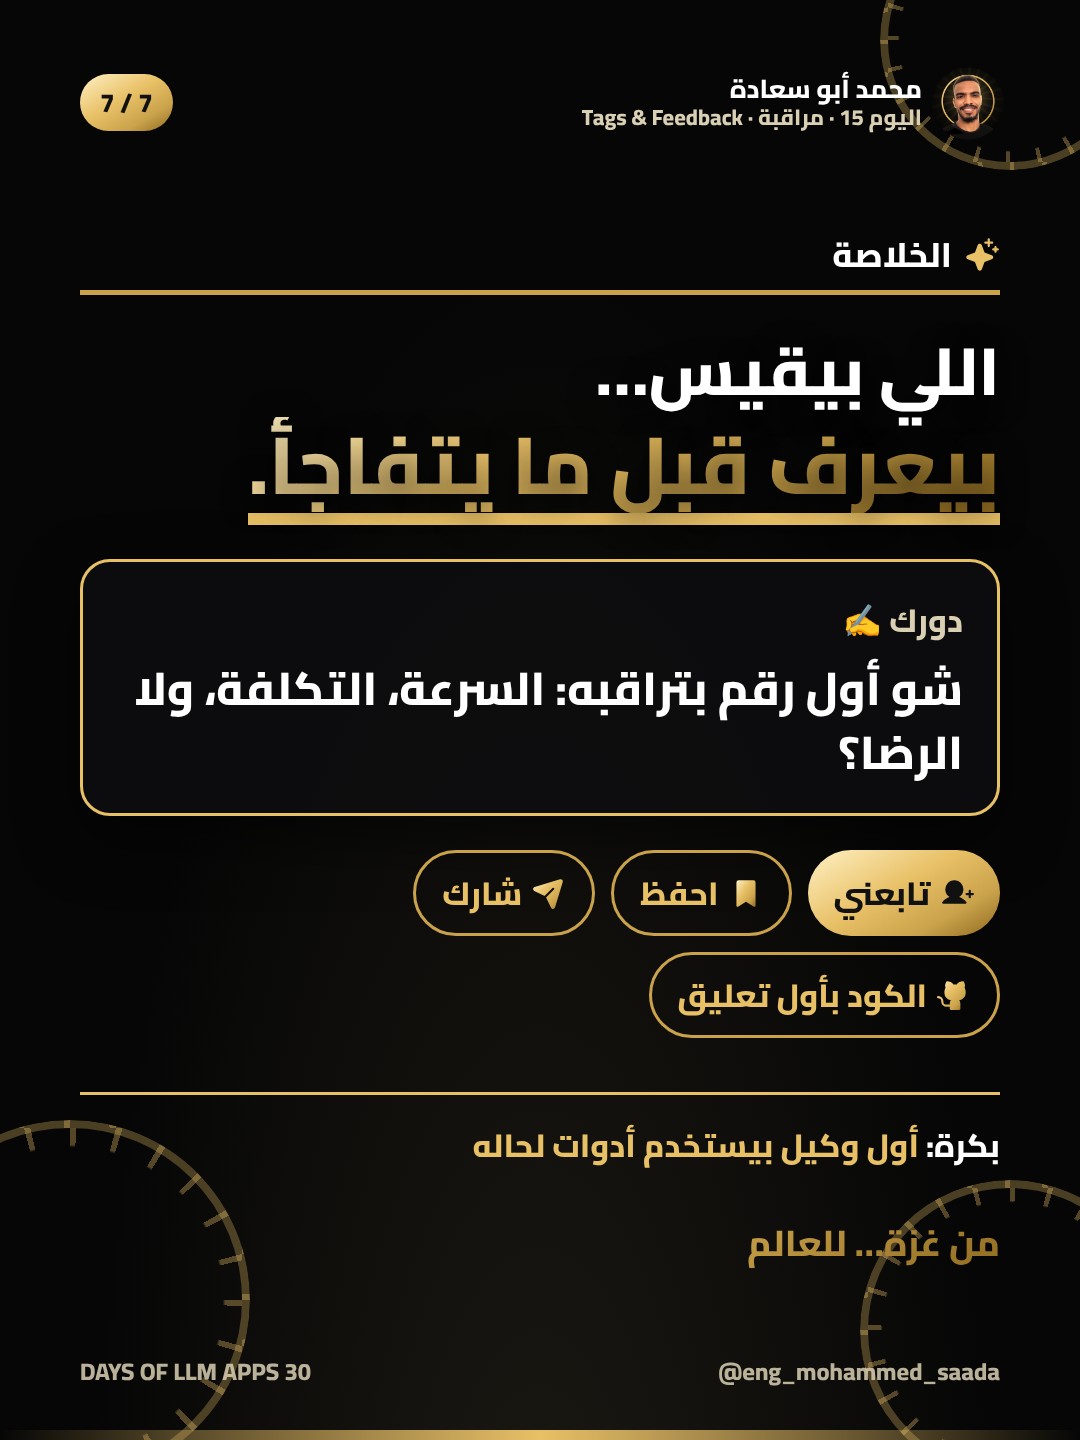 محمد أبو سعادة
اليوم 15 · مراقبة · Tags & Feedback
7 / 7
الخلاصة
اللي بيقيس...
بيعرف قبل ما يتفاجأ.
دورك ✍️
شو أول رقم بتراقبه: السرعة، التكلفة، ولا
الرضا؟
تابعني
احفظ
شارك
الكود بأول تعليق
بكرة: أول وكيل بيستخدم أدوات لحاله
من غزة... للعالم
@eng_mohammed_saada
DAYS OF LLM APPS 30